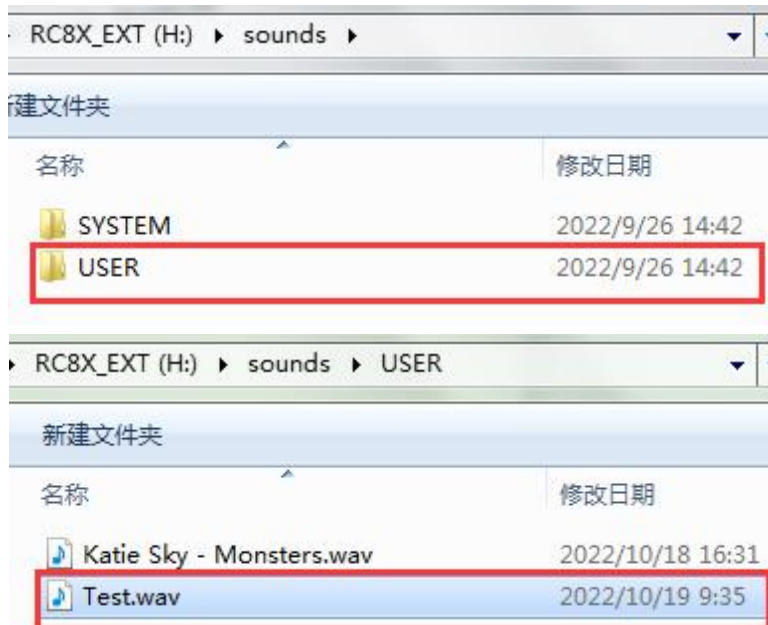 RC8X_EXT (H:) sounds
新建文件夹
名称 修改日期
SYSTEM 2022/9/26 14:42
USER 2022/9/26 14:42
RC8X_EXT (H:) sounds USER
新建文件夹
名称 修改日期
Katie Sky - Monsters.wav 2022/10/18 16:31
Test.wav 2022/10/19 9:35